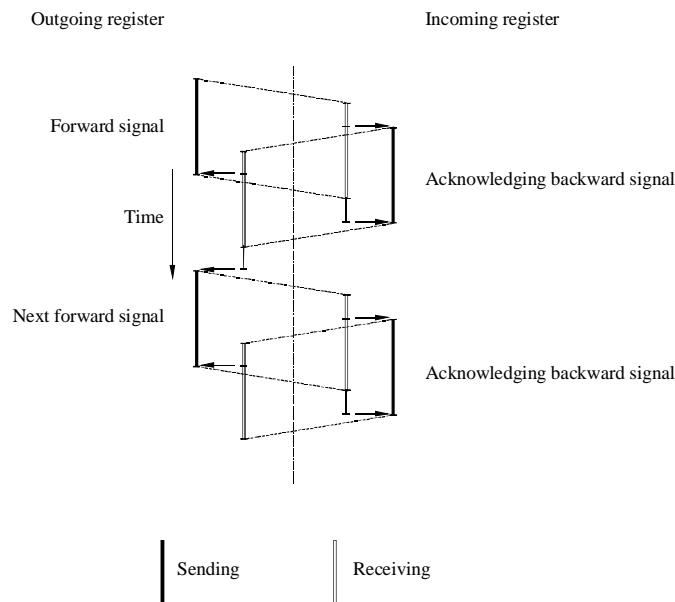 Outgoing register
Incoming register
Forward signal
Acknowledging backward signal
Time
Next forward signal
Acknowledging backward signal
Sending
Receiving